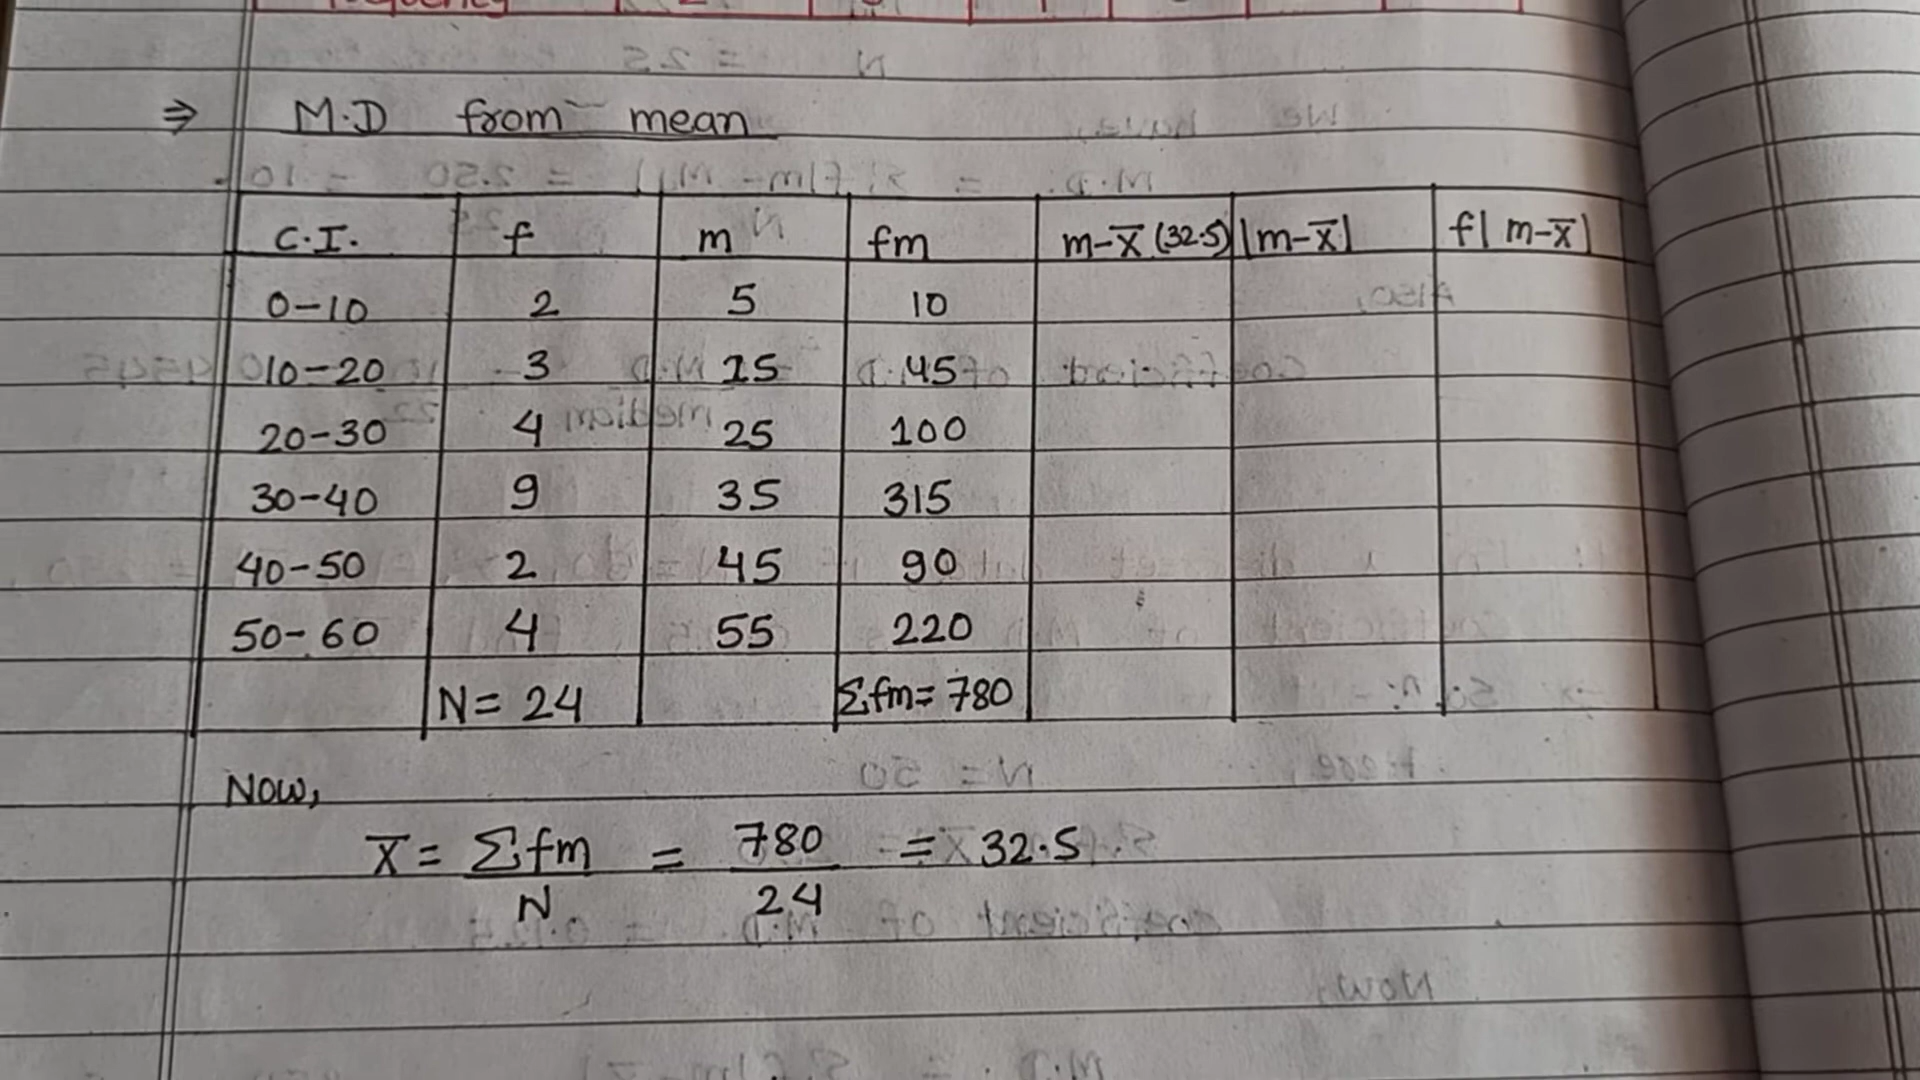 ⇒ M.D from mean
C.I. f m fm m-x̅ (32.5) |m-x̅| f|m-x̅|
0-10 2 5 10
10-20 3 15 45
20-30 4 25 100
30-40 9 35 315
40-50 2 45 90
50-60 4 55 220
N = 24 Σfm = 780
Now,
x̅ = Σfm / N = 780 / 24 = 32.5